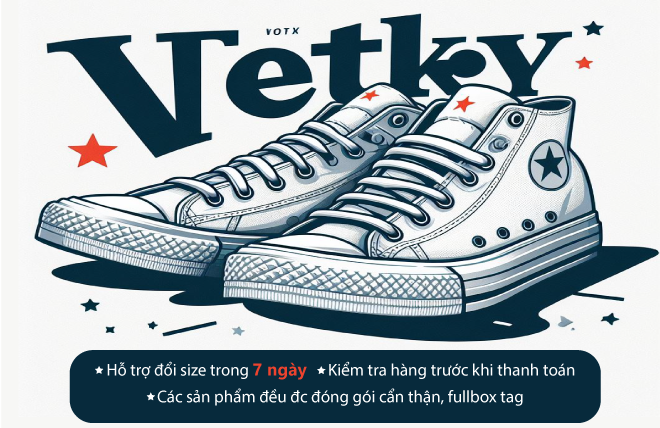 VOTX
Vetky
Hỗ trợ đổi size trong 7 ngày Kiểm tra hàng trước khi thanh toán
Các sản phẩm đều đc đóng gói cẩn thận, fullbox tag